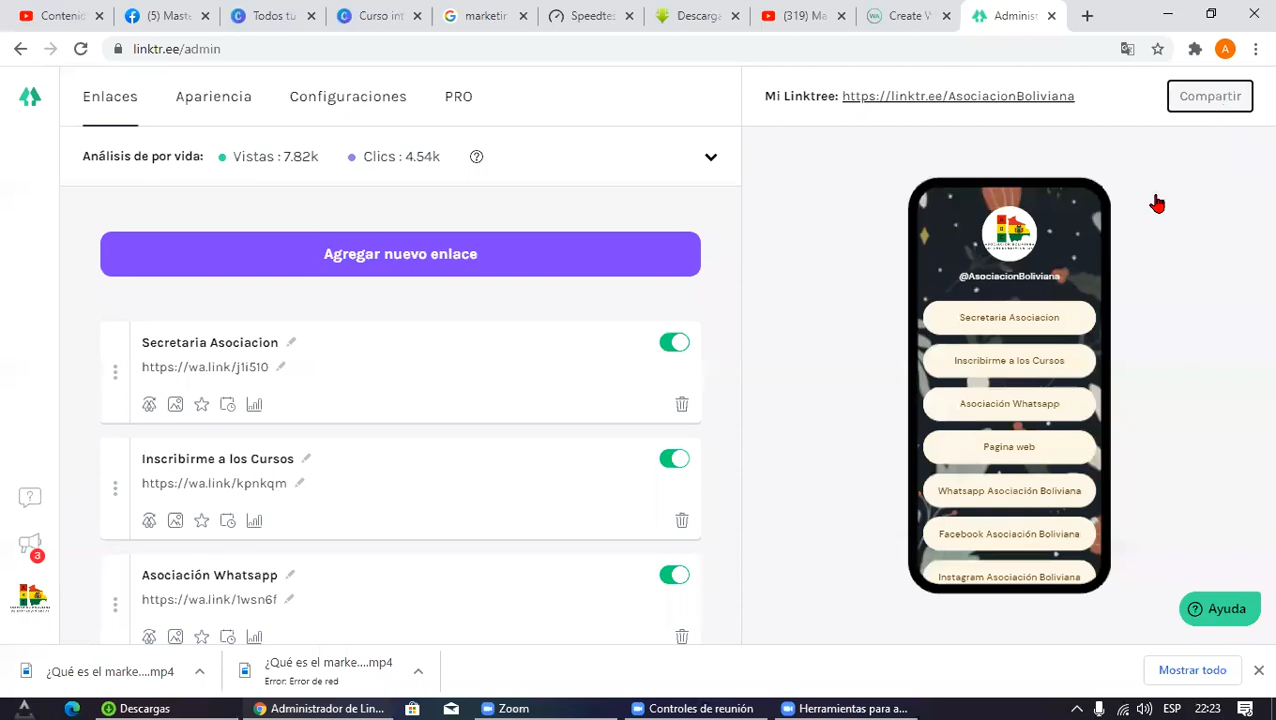 Contenid
(5) Mast
Todos tu
Curso in
marketin
Speedte
Descarga
(319) Ma
Create W
Adminis
linktr.ee/admin
A
Enlaces
Apariencia
Configuraciones
PRO
Mi Linktree: https://linktr.ee/AsociacionBoliviana
Compartir
Análisis de por vida:
Vistas : 7.82k
Clics : 4.54k
Agregar nuevo enlace
Secretaria Asociacion
https://wa.link/j1i510
Inscribirme a los Cursos
https://wa.link/kpnkqm
Asociación Whatsapp
https://wa.link/1wsn6f
3
@AsociacionBoliviana
Secretaria Asociacion
Inscribirme a los Cursos
Asociación Whatsapp
Pagina web
Whatsapp Asociación Boliviana
Facebook Asociación Boliviana
Instagram Asociación Boliviana
Ayuda
¿Qué es el marke....mp4
¿Qué es el marke....mp4
Error: Error de red
Mostrar todo
Descargas
Administrador de Lin...
Zoom
Controles de reunión
Herramientas para a...
ESP
22:23